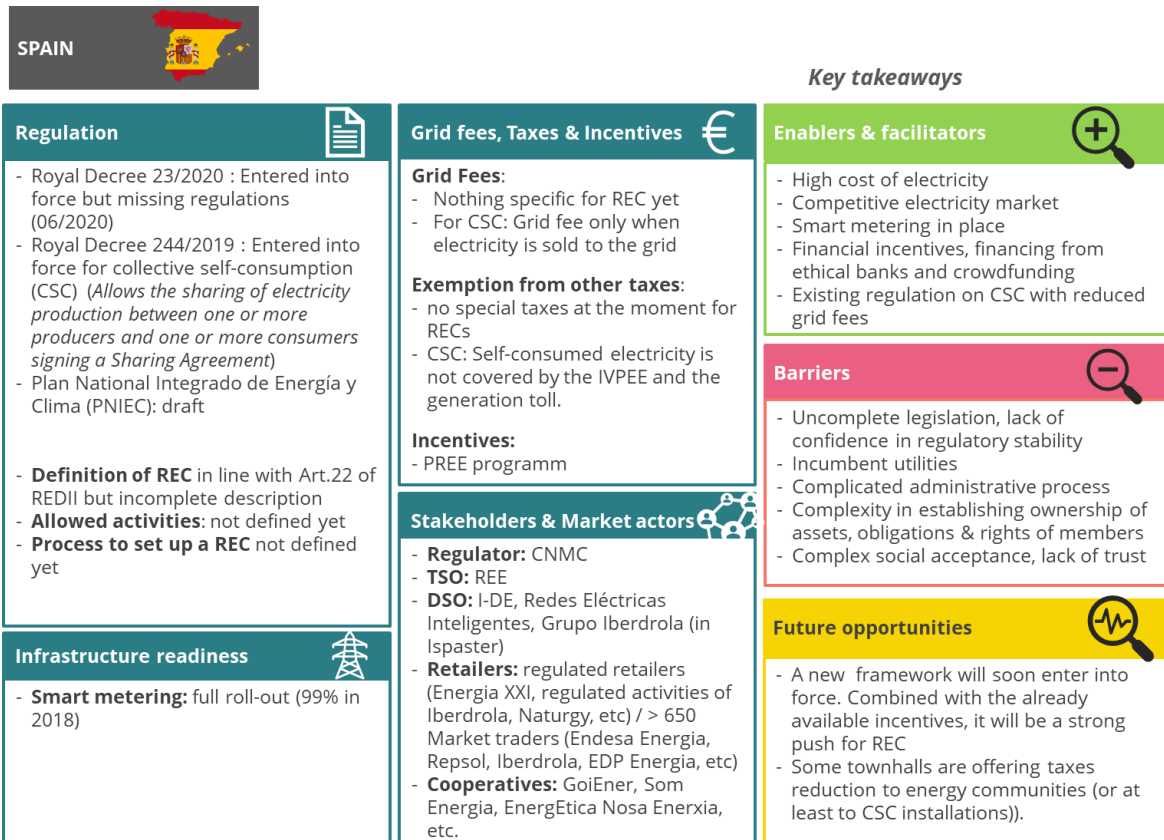 SPAIN
Key takeaways
Regulation
- Royal Decree 23/2020 : Entered into
force but missing regulations
(06/2020)
- Royal Decree 244/2019 : Entered into
force for collective self-consumption
(CSC) (Allows the sharing of electricity
production between one or more
producers and one or more consumers
signing a Sharing Agreement)
- Plan National Integrado de Energía y
Clima (PNIEC): draft
- Definition of REC in line with Art.22 of
REDII but incomplete description
- Allowed activities: not defined yet
- Process to set up a REC not defined
yet
Infrastructure readiness
- Smart metering: full roll-out (99% in
2018)
Grid fees, Taxes & Incentives €
Grid Fees:
- Nothing specific for REC yet
- For CSC: Grid fee only when
electricity is sold to the grid
Exemption from other taxes:
- no special taxes at the moment for
RECs
- CSC: Self-consumed electricity is
not covered by the IVPEE and the
generation toll.
Incentives:
- PREE programm
Stakeholders & Market actors
- Regulator: CNMC
- TSO: REE
- DSO: I-DE, Redes Eléctricas
Inteligentes, Grupo Iberdrola (in
Ispaster)
- Retailers: regulated retailers
(Energia XXI, regulated activities of
Iberdrola, Naturgy, etc) / > 650
Market traders (Endesa Energia,
Repsol, Iberdrola, EDP Energia, etc)
- Cooperatives: GoiEner, Som
Energia, EnergEtica Nosa Enerxia,
etc.
Enablers & facilitators
- High cost of electricity
- Competitive electricity market
- Smart metering in place
- Financial incentives, financing from
ethical banks and crowdfunding
- Existing regulation on CSC with reduced
grid fees
Barriers
- Uncomplete legislation, lack of
confidence in regulatory stability
- Incumbent utilities
- Complicated administrative process
- Complexity in establishing ownership of
assets, obligations & rights of members
- Complex social acceptance, lack of trust
Future opportunities
- A new framework will soon enter into
force. Combined with the already
available incentives, it will be a strong
push for REC
- Some townhalls are offering taxes
reduction to energy communities (or at
least to CSC installations)).